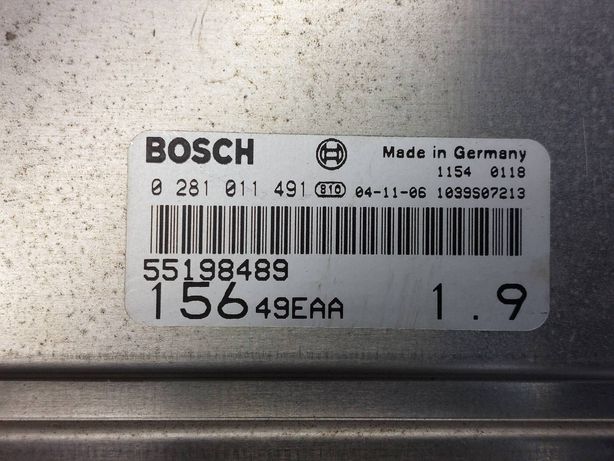 BOSCH Made in Germany
1154 0118
0 281 011 491 810 04-11-06 1039S07213
55198489
156 49EAA 1.9